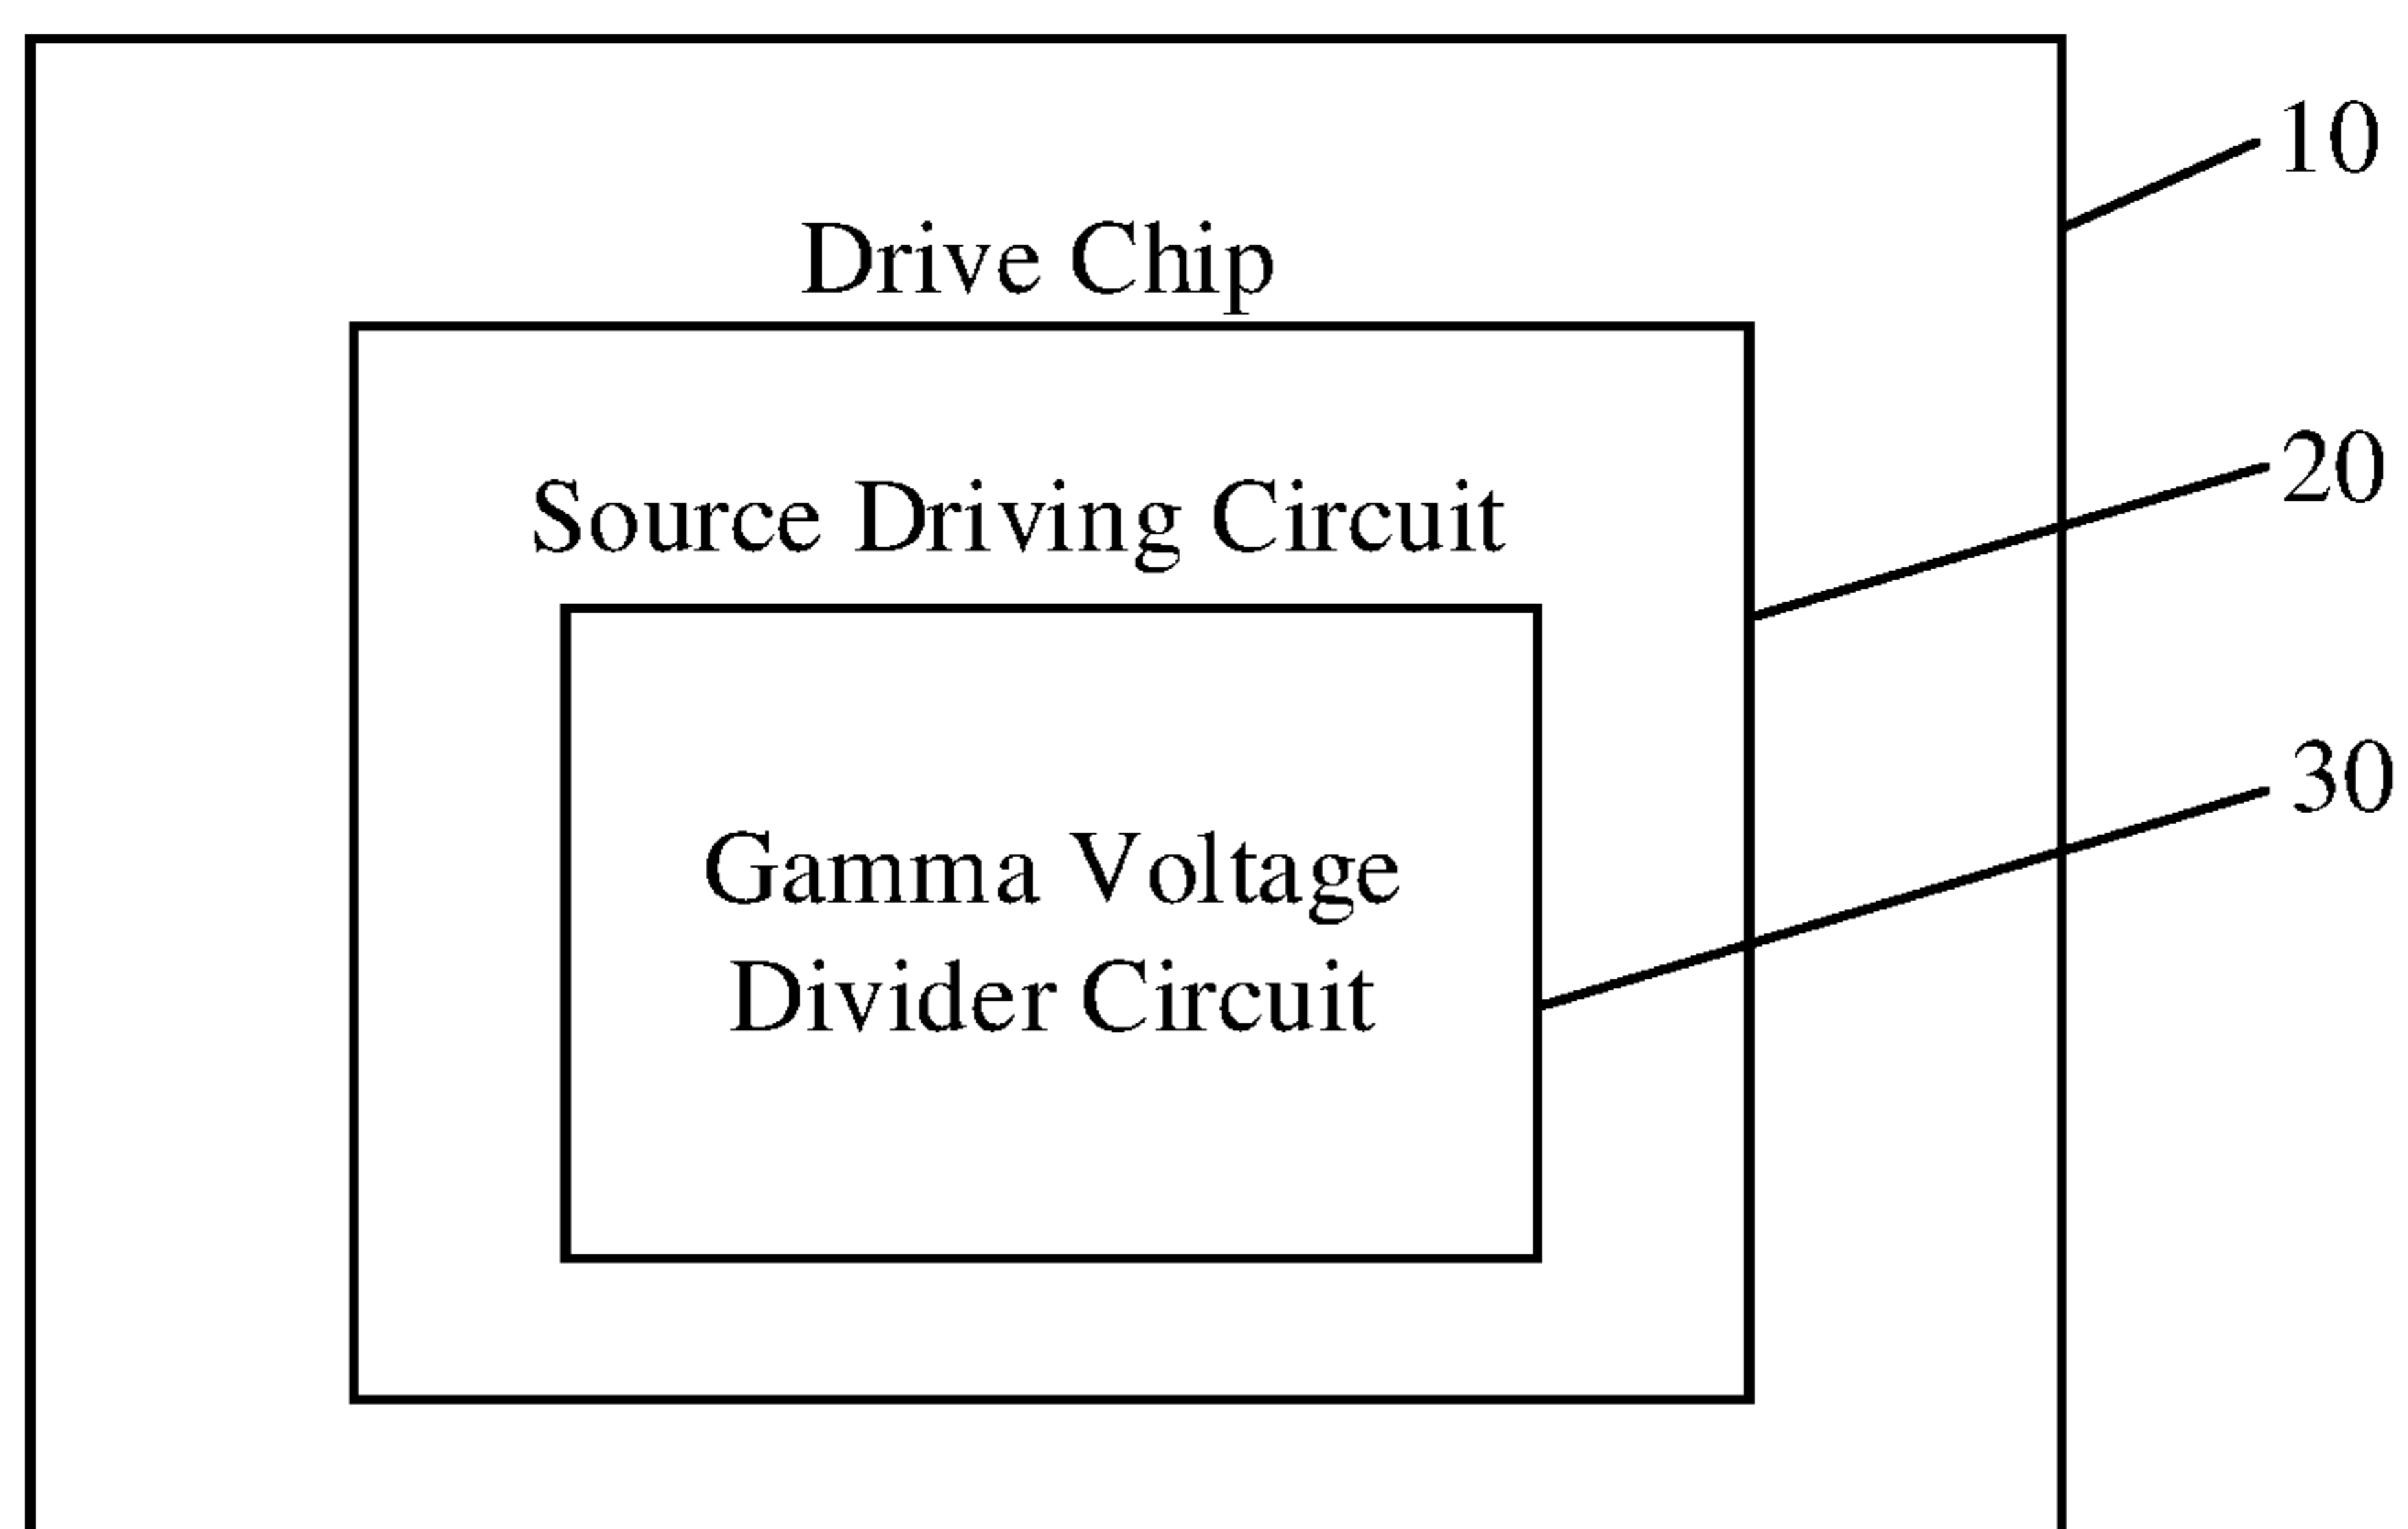 10
Drive Chip
20
Source Driving Circuit
30
Gamma Voltage
Divider Circuit